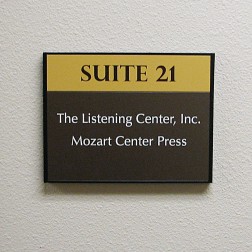 SUITE 21
The Listening Center, Inc.
Mozart Center Press